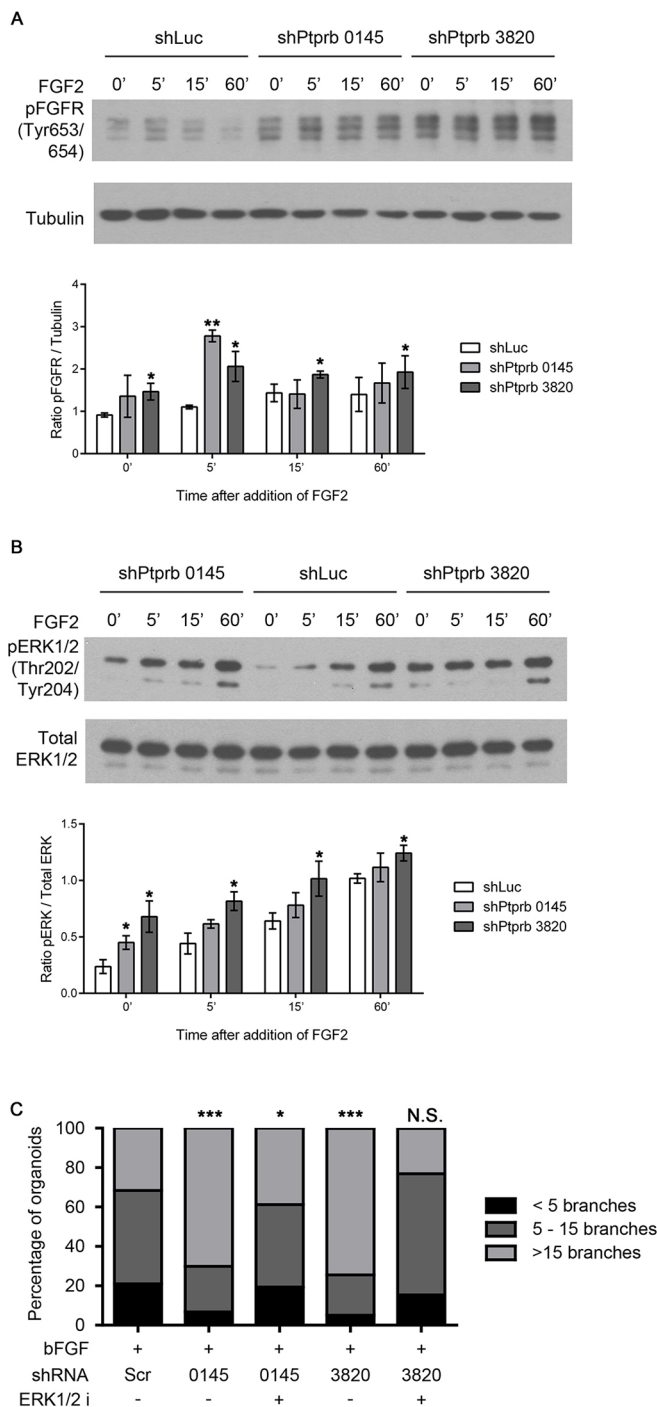 A
shLuc shPtprb 0145 shPtprb 3820
FGF2 0’ 5’ 15’ 60’ 0’ 5’ 15’ 60’ 0’ 5’ 15’ 60’
pFGFR
(Tyr653/
654)
Tubulin
4
3
2
1
0
Ratio pFGFR / Tubulin
* ** * * *
0' 5' 15' 60'
Time after addition of FGF2
shLuc
shPtprb 0145
shPtprb 3820
B
shPtprb 0145 shLuc shPtprb 3820
FGF2 0’ 5’ 15’ 60’ 0’ 5’ 15’ 60’ 0’ 5’ 15’ 60’
pERK1/2
(Thr202/
Tyr204)
Total
ERK1/2
1.5
1.0
0.5
0.0
Ratio pERK / Total ERK
* * * * *
0' 5' 15' 60'
Time after addition of FGF2
shLuc
shPtprb 0145
shPtprb 3820
C
*** * *** N.S.
100
80
60
40
20
0
Percentage of organoids
< 5 branches
5 - 15 branches
>15 branches
bFGF + + + + +
shRNA Scr 0145 0145 3820 3820
ERK1/2 i - - + - +